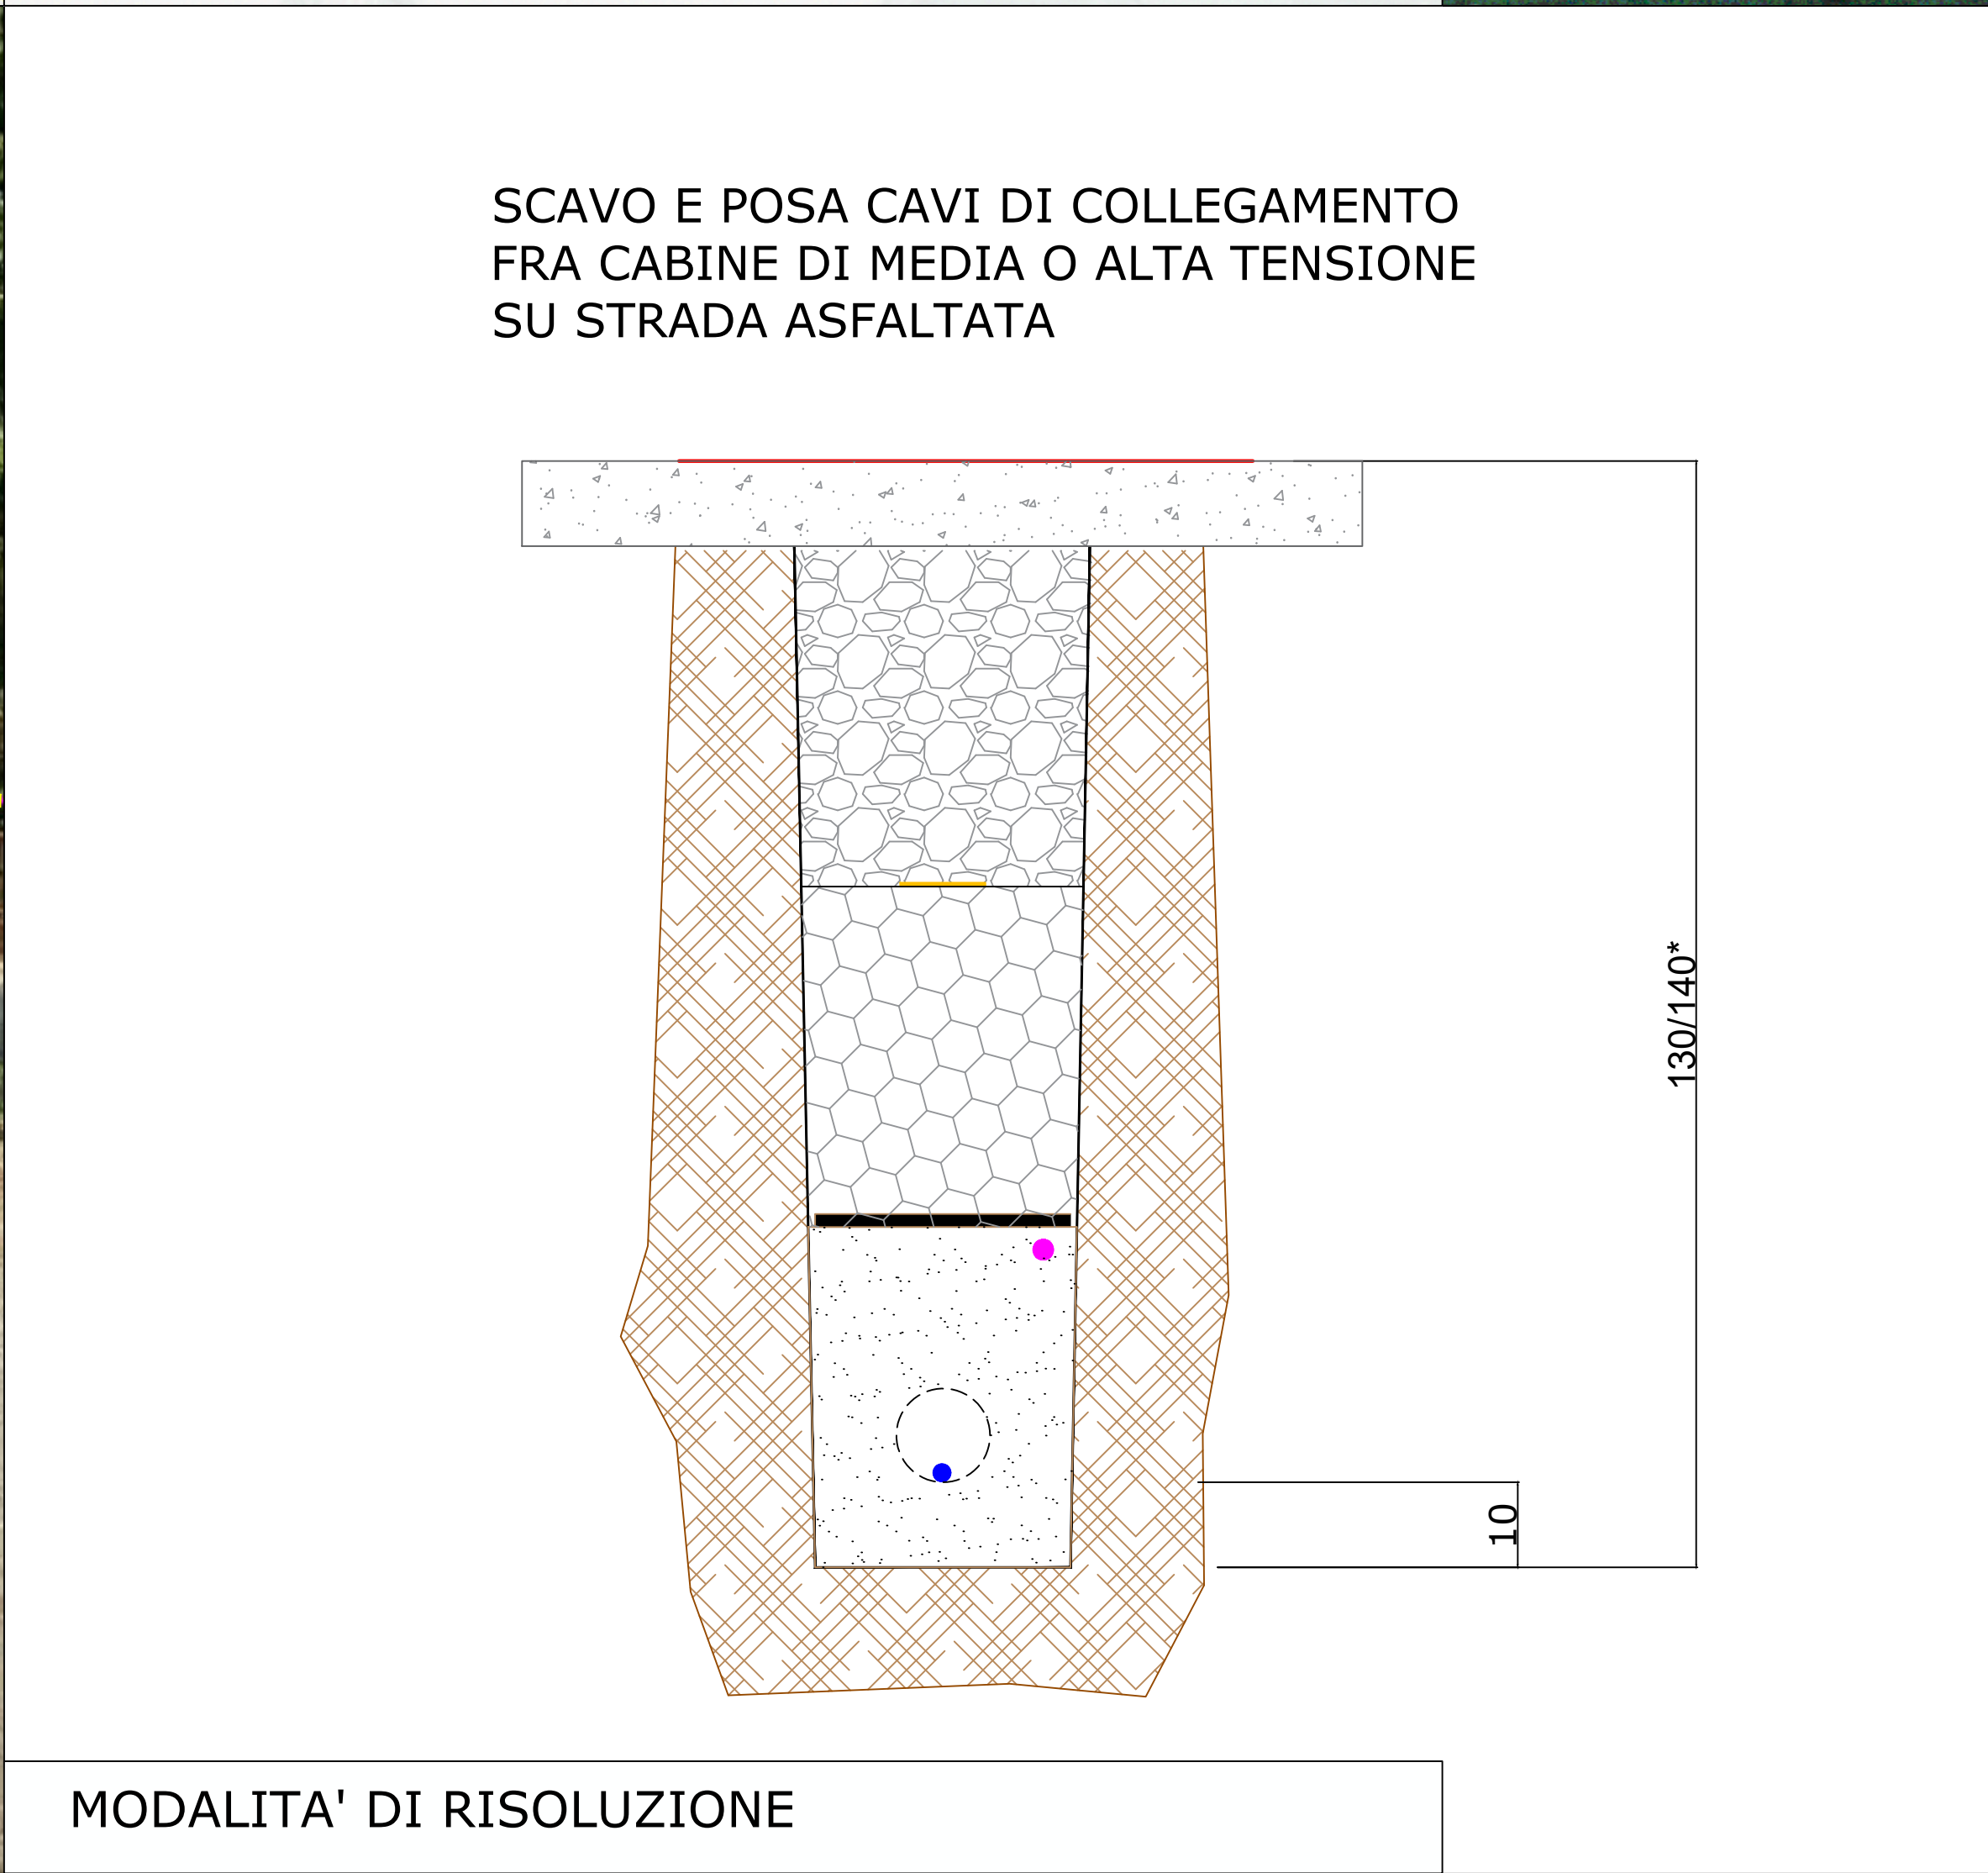 SCAVO E POSA CAVI DI COLLEGAMENTO
FRA CABINE DI MEDIA O ALTA TENSIONE
SU STRADA ASFALTATA
130/140*
10
MODALITA' DI RISOLUZIONE